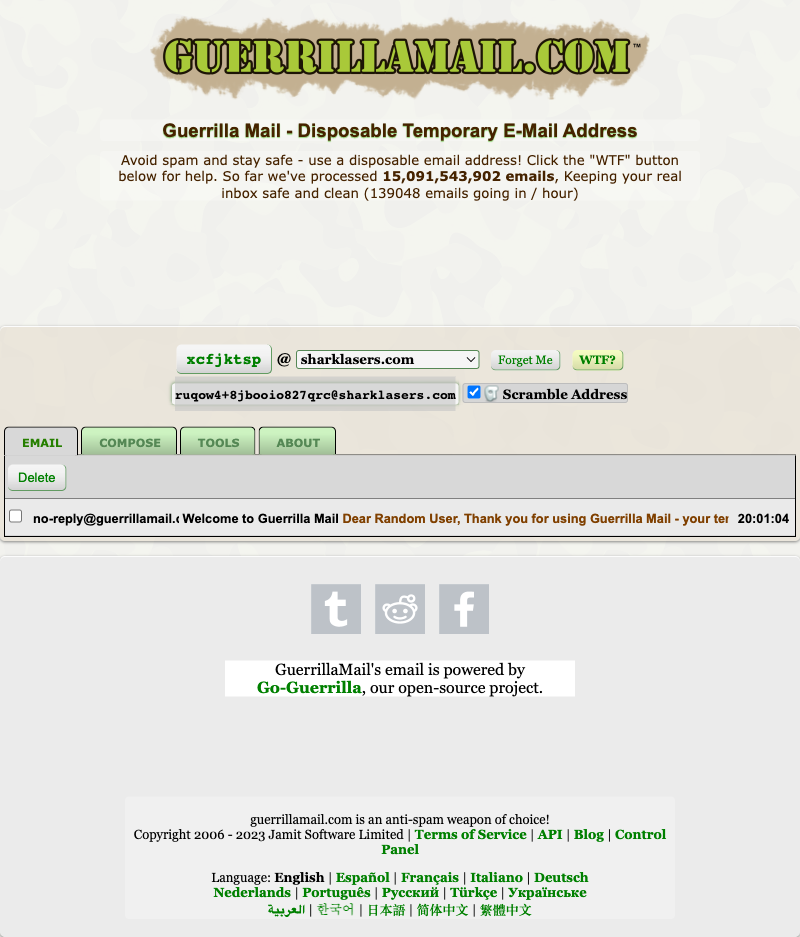 GUERRILLAMAIL.COM™
Guerrilla Mail - Disposable Temporary E-Mail Address
Avoid spam and stay safe - use a disposable email address! Click the "WTF" button
below for help. So far we've processed 15,091,543,902 emails, Keeping your real
inbox safe and clean (139048 emails going in / hour)
xcfjktsp @ sharklasers.com Forget Me WTF?
ruqow4+8jbooio827qrc@sharklasers.com Scramble Address
EMAIL COMPOSE TOOLS ABOUT
Delete
no-reply@guerrillamail.c Welcome to Guerrilla Mail Dear Random User, Thank you for using Guerrilla Mail - your ter 20:01:04
GuerrillaMail's email is powered by
Go-Guerrilla, our open-source project.
guerrillamail.com is an anti-spam weapon of choice!
Copyright 2006 - 2023 Jamit Software Limited | Terms of Service | API | Blog | Control
Panel
Language: English | Español | Français | Italiano | Deutsch
Nederlands | Português | Русский | Türkçe | Українське
العربية | 한국어 | 日本語 | 简体中文 | 繁體中文